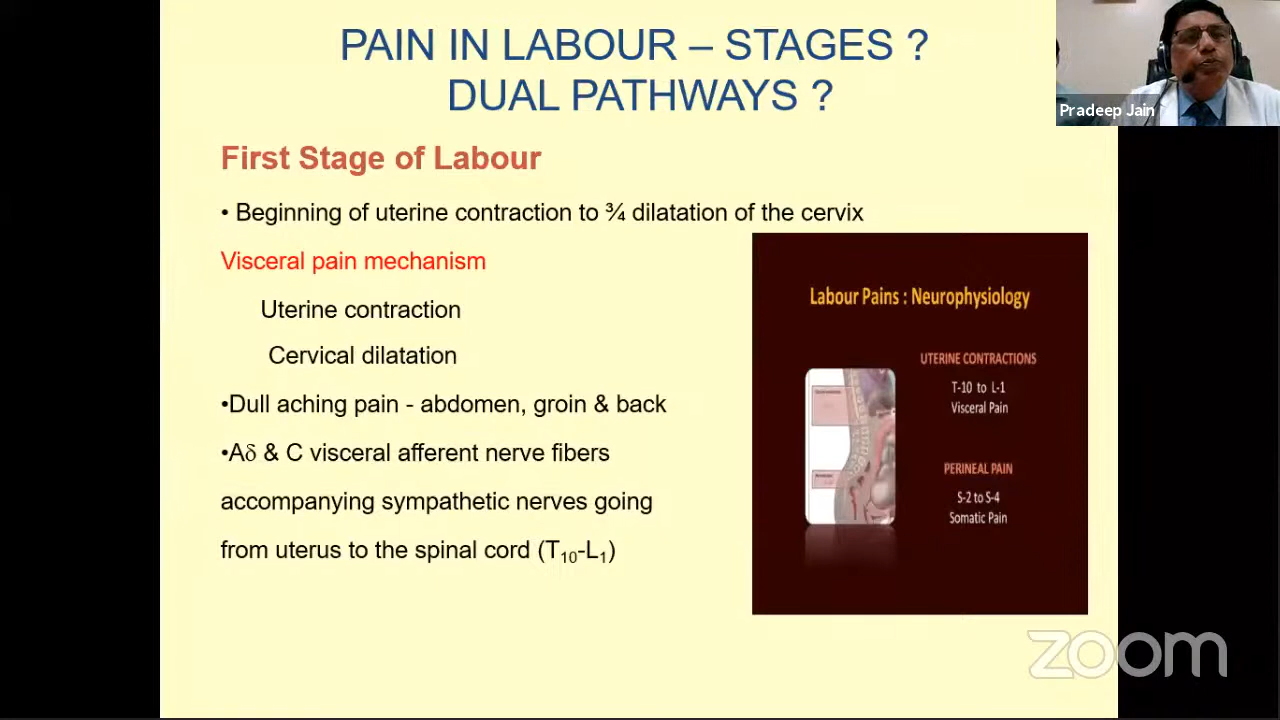 PAIN IN LABOUR – STAGES ?
DUAL PATHWAYS ?
Pradeep Jain
First Stage of Labour
• Beginning of uterine contraction to ¾ dilatation of the cervix
Visceral pain mechanism
Uterine contraction
Cervical dilatation
•Dull aching pain - abdomen, groin & back
•Aδ & C visceral afferent nerve fibers
accompanying sympathetic nerves going
from uterus to the spinal cord (T10-L1)
Labour Pains : Neurophysiology
UTERINE CONTRACTIONS
T-10 to L-1
Visceral Pain
PERINEAL PAIN
S-2 to S-4
Somatic Pain
zoom